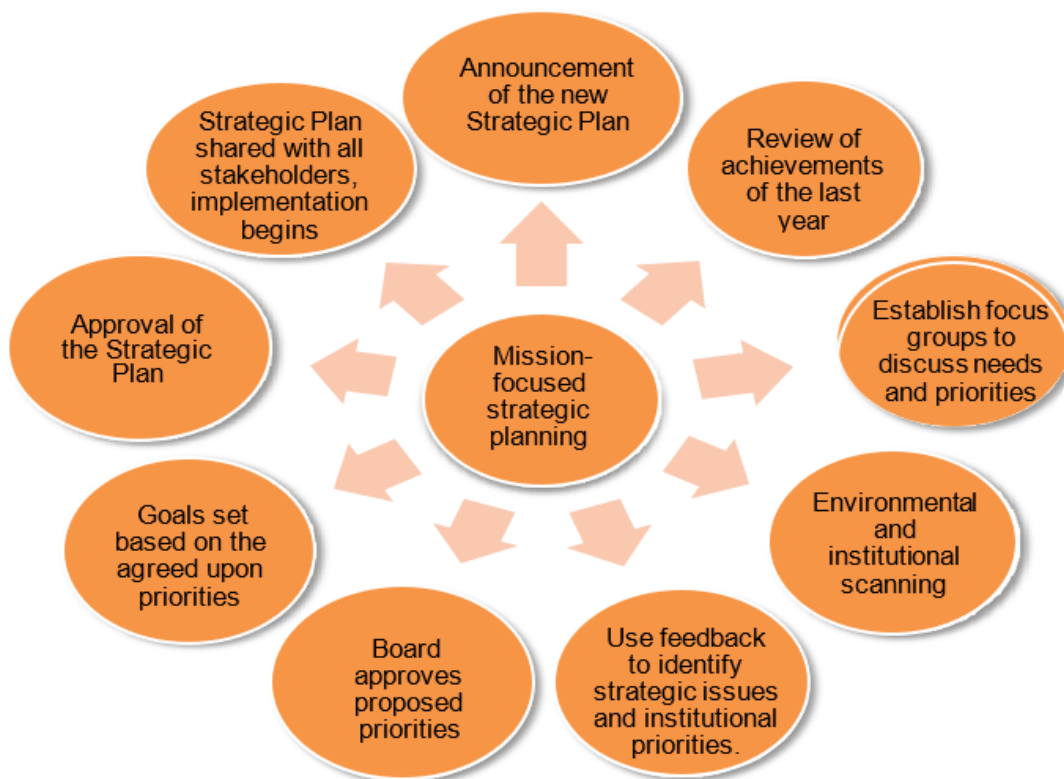 Announcement
of the new
Strategic Plan
Review of
achievements
of the last
year
Establish focus
groups to
discuss needs
and priorities
Environmental
and
institutional
scanning
Use feedback
to identify
strategic issues
and institutional
priorities.
Board
approves
proposed
priorities
Goals set
based on the
agreed upon
priorities
Approval of
the Strategic
Plan
Strategic Plan
shared with all
stakeholders,
implementation
begins
Mission-
focused
strategic
planning